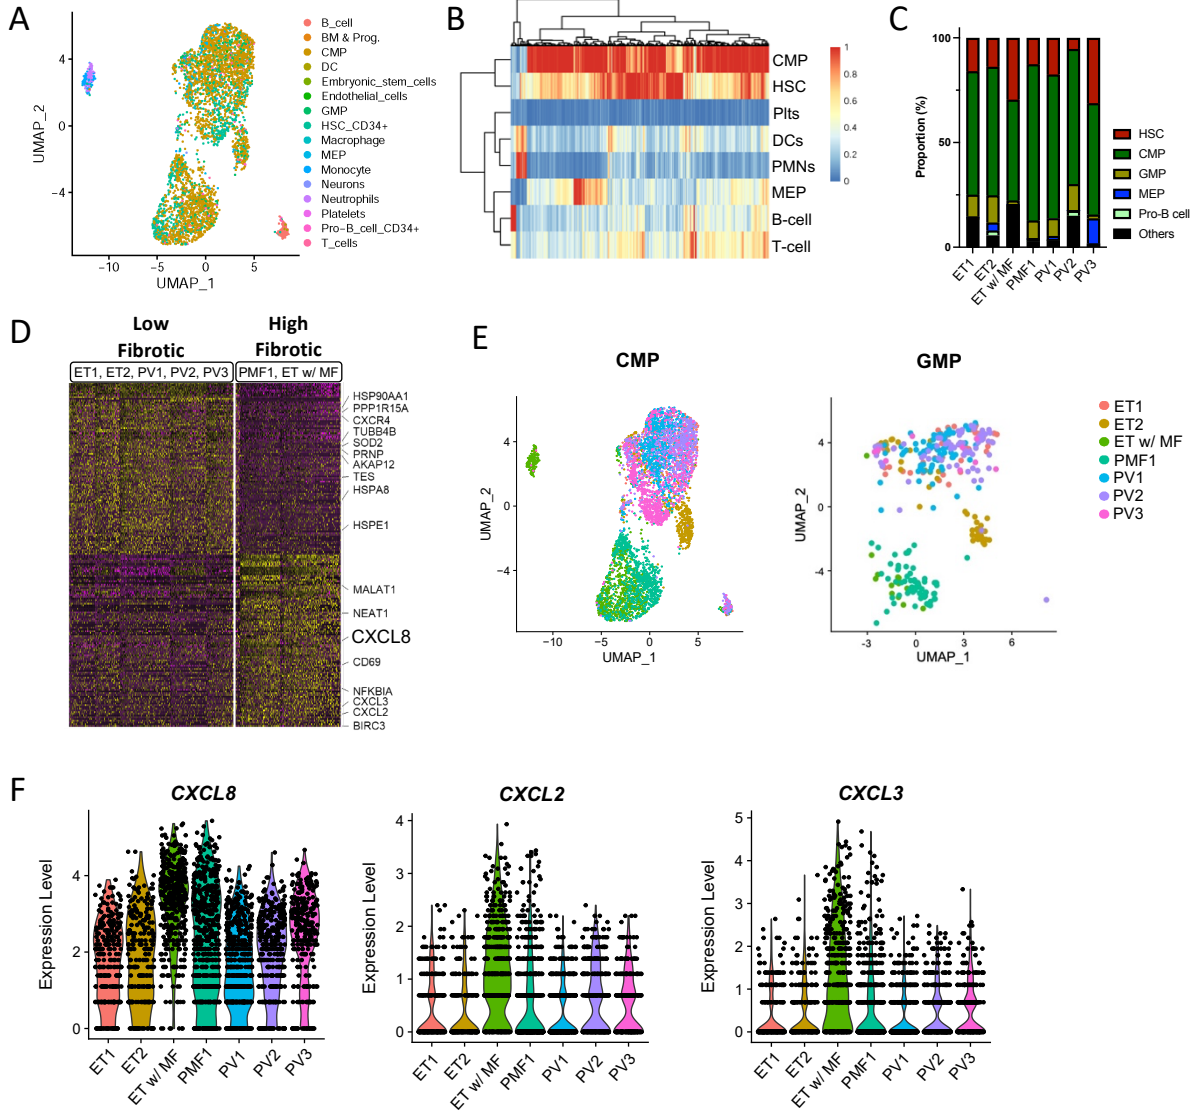 A
UMAP_2
4
0
−4
−10
−5
0
5
UMAP_1
B_cell
BM & Prog.
CMP
DC
Embryonic_stem_cells
Endothelial_cells
GMP
HSC_CD34+
Macrophage
MEP
Monocyte
Neurons
Neutrophils
Platelets
Pro−B_cell_CD34+
T_cells
B
CMP
HSC
Plts
DCs
PMNs
MEP
B-cell
T-cell
1
0.8
0.6
0.4
0.2
0
C
Proportion (%)
100
50
0
ET1
ET2
ET w/ MF
PMF1
PV1
PV2
PV3
HSC
CMP
GMP
MEP
Pro-B cell
Others
D
Low
Fibrotic
High
Fibrotic
ET1, ET2, PV1, PV2, PV3
PMF1, ET w/ MF
HSP90AA1
PPP1R15A
CXCR4
TUBB4B
SOD2
PRNP
AKAP12
TES
HSPA8
HSPE1
MALAT1
NEAT1
CXCL8
CD69
NFKBIA
CXCL3
CXCL2
BIRC3
E
CMP
UMAP_2
4
0
−4
−10
−5
0
5
UMAP_1
GMP
UMAP_2
4
0
−4
-3
0
3
6
UMAP_1
ET1
ET2
ET w/ MF
PMF1
PV1
PV2
PV3
F
CXCL8
Expression Level
4
2
0
ET1
ET2
ET w/ MF
PMF1
PV1
PV2
PV3
CXCL2
Expression Level
4
3
2
1
0
ET1
ET2
ET w/ MF
PMF1
PV1
PV2
PV3
CXCL3
Expression Level
5
4
3
2
1
0
ET1
ET2
ET w/ MF
PMF1
PV1
PV2
PV3